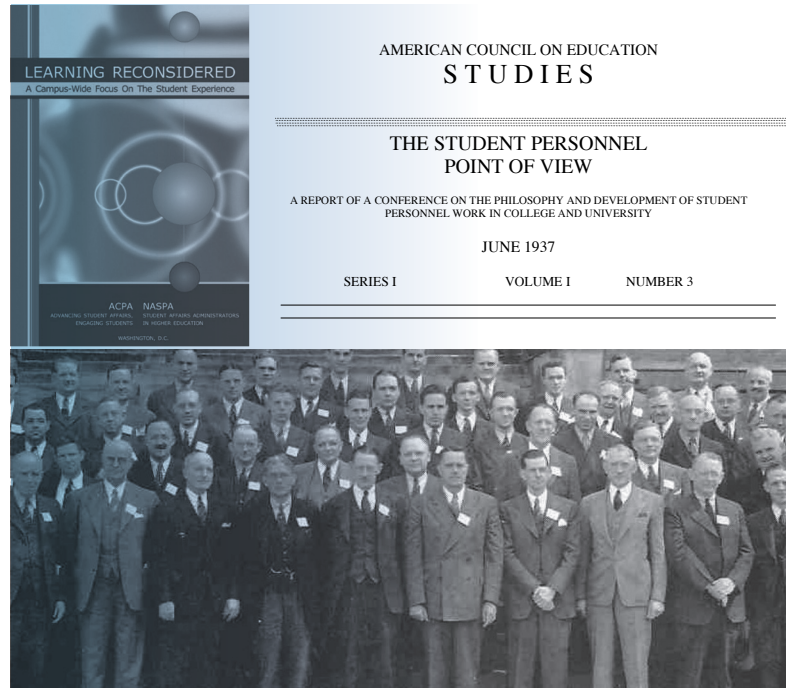 LEARNING RECONSIDERED
A Campus-Wide Focus On The Student Experience
ACPA NASPA
ADVANCING STUDENT AFFAIRS, STUDENT AFFAIRS ADMINISTRATORS
ENGAGING STUDENTS IN HIGHER EDUCATION
WASHINGTON, D.C.
AMERICAN COUNCIL ON EDUCATION
STUDIES
THE STUDENT PERSONNEL
POINT OF VIEW
A REPORT OF A CONFERENCE ON THE PHILOSOPHY AND DEVELOPMENT OF STUDENT
PERSONNEL WORK IN COLLEGE AND UNIVERSITY
JUNE 1937
SERIES I VOLUME I NUMBER 3